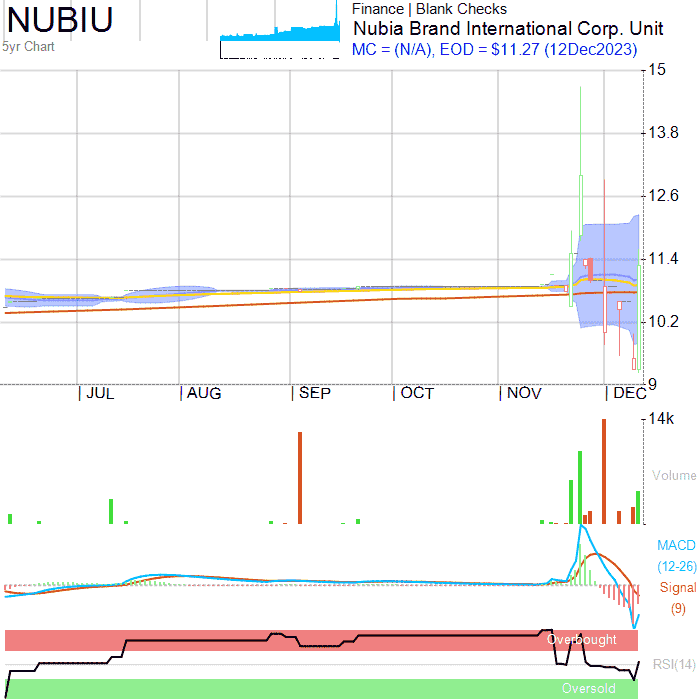 NUBIU
Finance | Blank Checks
Nubia Brand International Corp. Unit
5yr Chart
MC = (N/A), EOD = $11.27 (12Dec2023)
15
13.8
12.6
11.4
10.2
9
| JUL | AUG | SEP | OCT | NOV | DEC
14k
Volume
MACD
(12-26)
Signal
(9)
Overbought
RSI(14)
Oversold